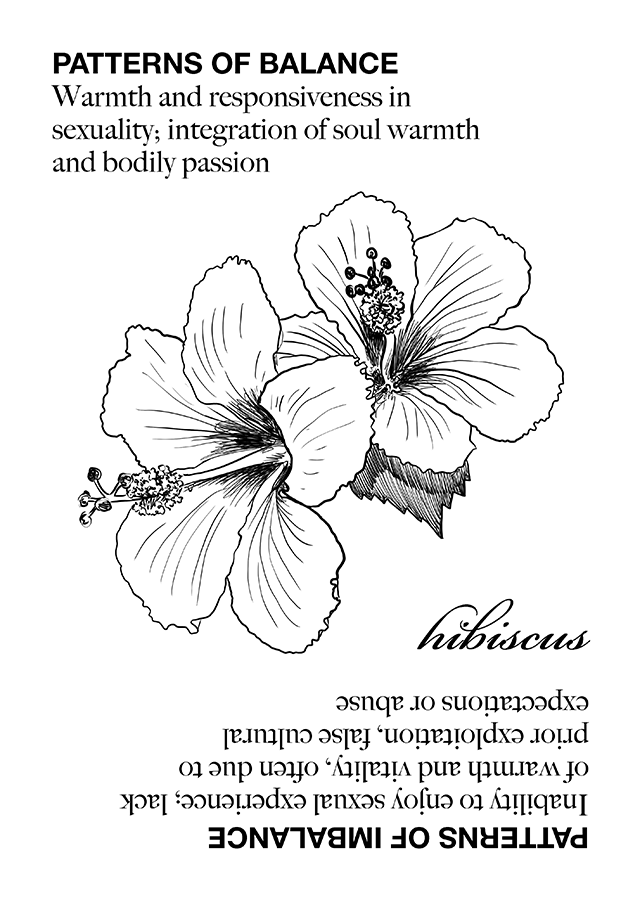 PATTERNS OF BALANCE
Warmth and responsiveness in
sexuality; integration of soul warmth
and bodily passion
hibiscus
PATTERNS OF IMBALANCE
Inability to enjoy sexual experience; lack
of warmth and vitality, often due to
prior exploitation, false cultural
expectations or abuse